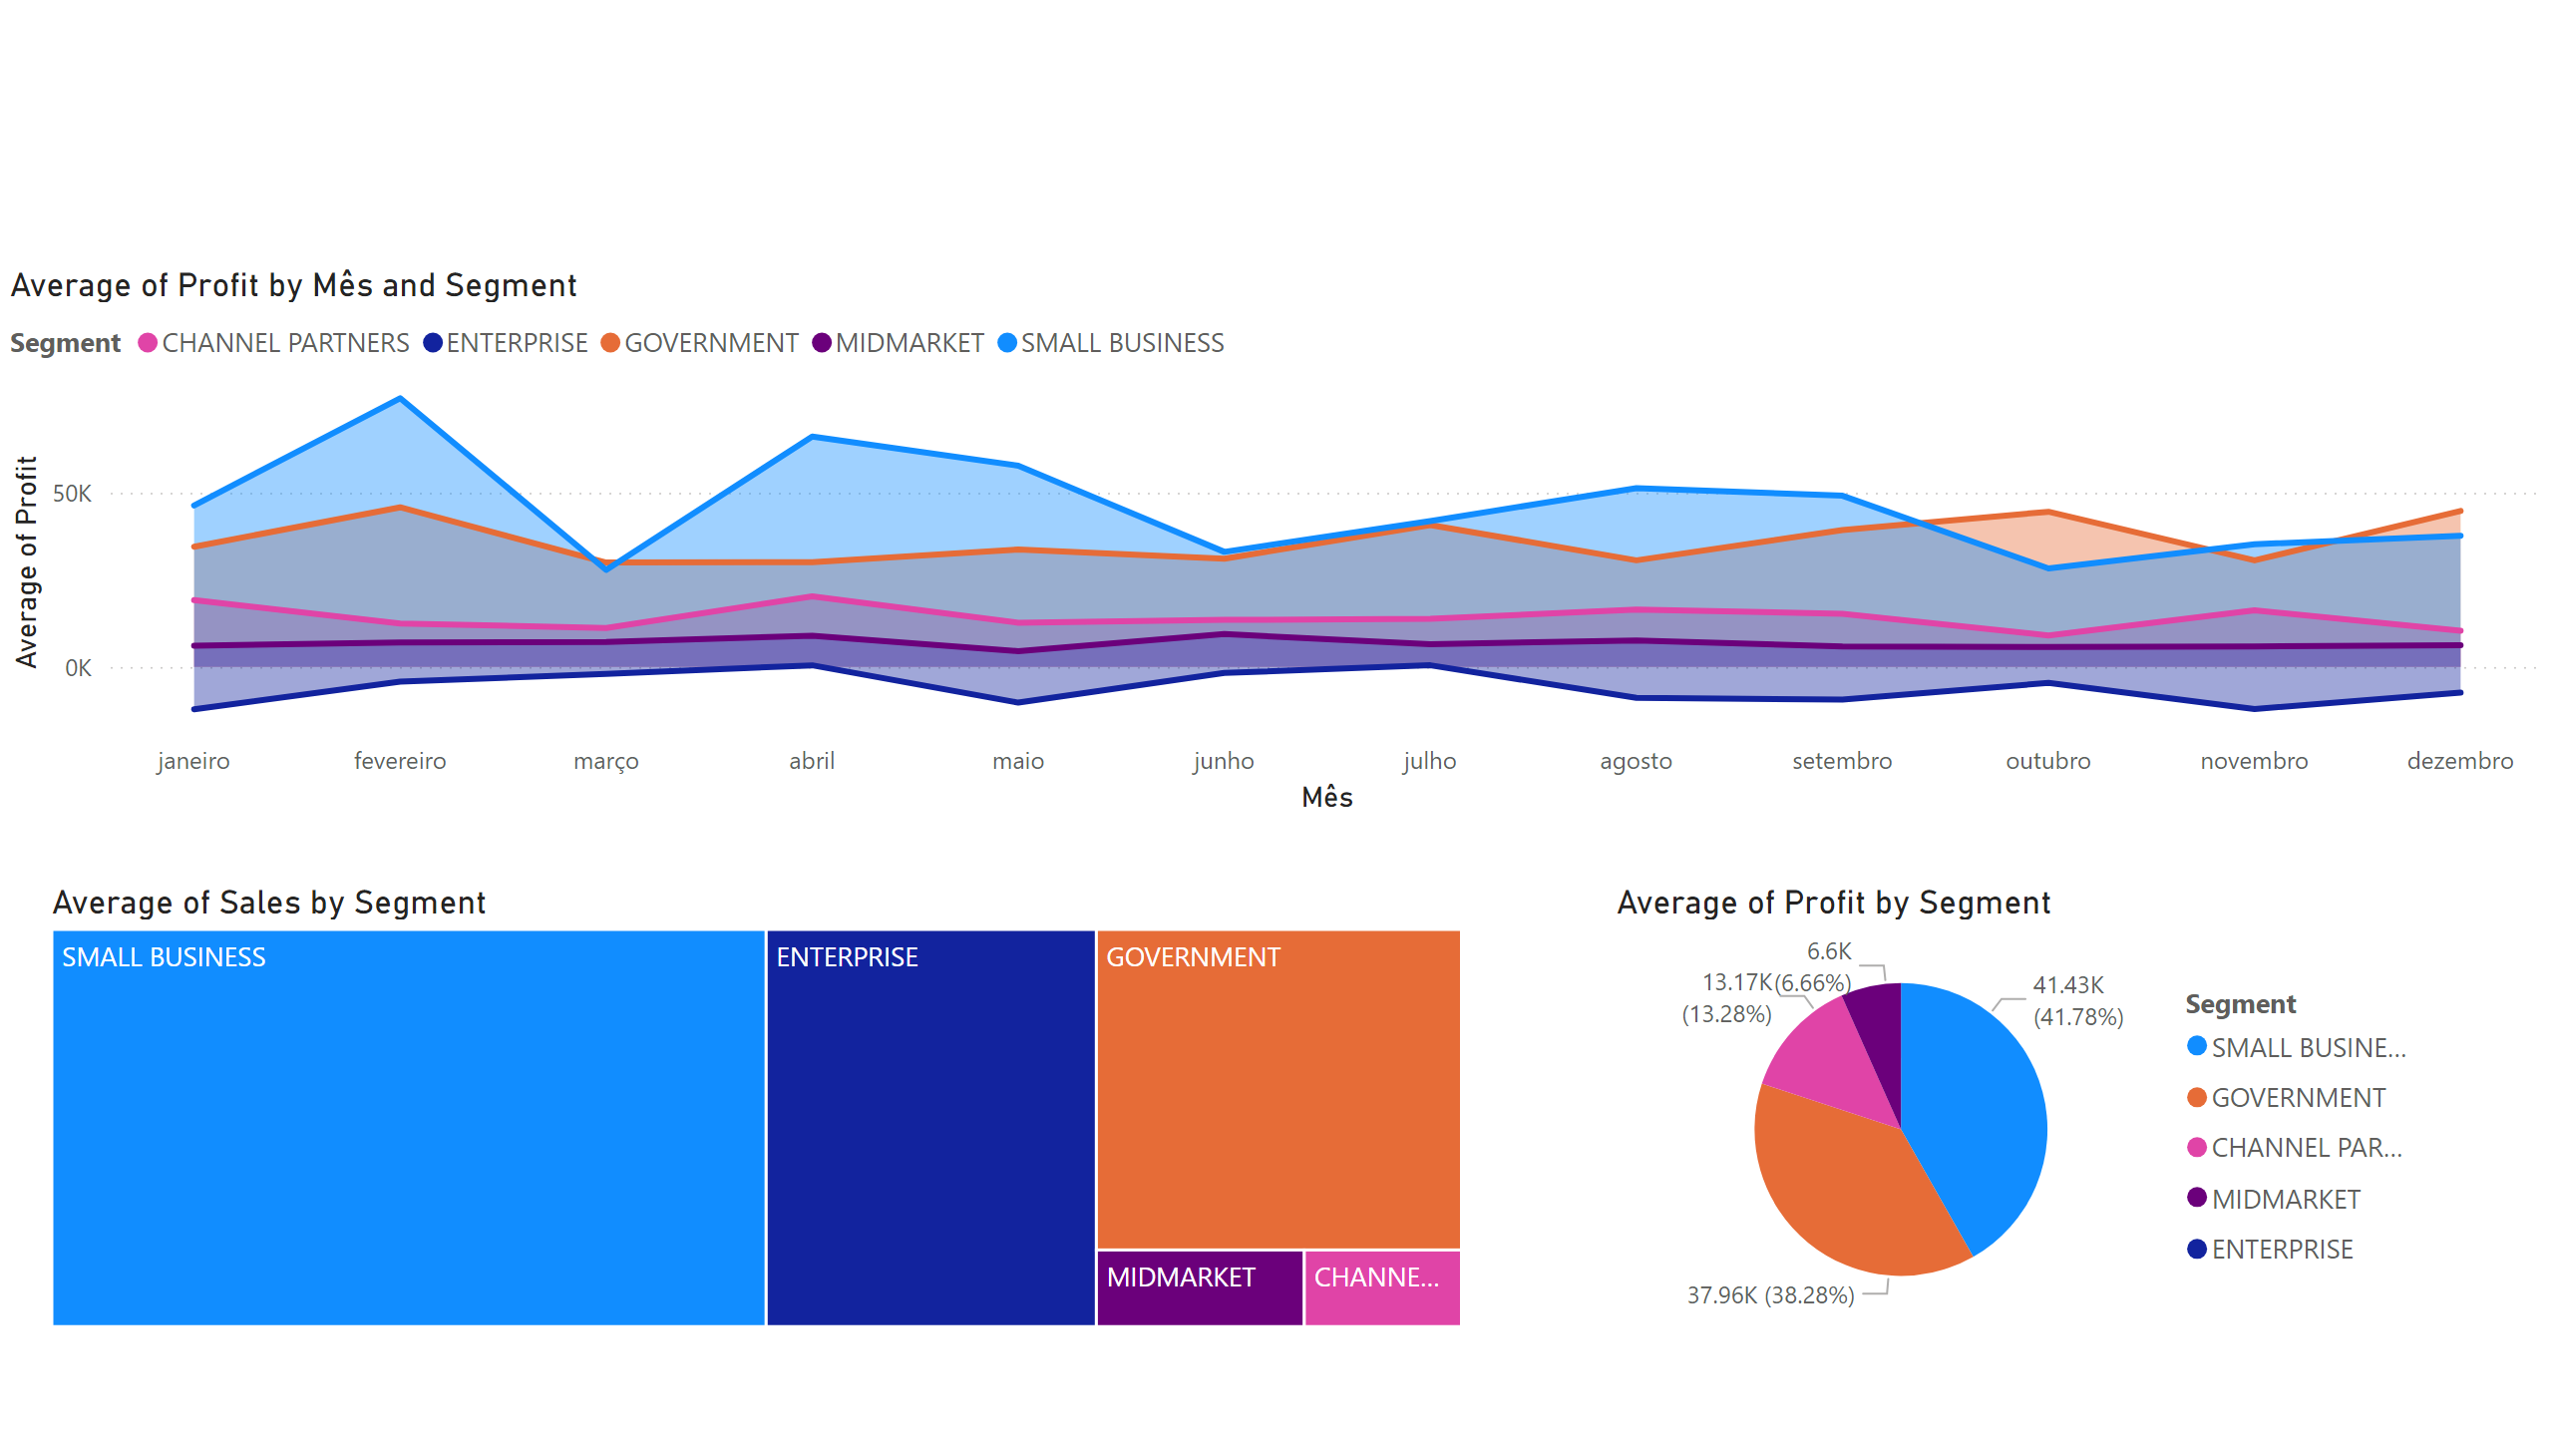 Average of Profit by Mês and Segment
Segment CHANNEL PARTNERS ENTERPRISE GOVERNMENT MIDMARKET SMALL BUSINESS
Average of Profit
50K
0K
janeiro fevereiro março abril maio junho julho agosto setembro outubro novembro dezembro
Mês
Average of Sales by Segment
SMALL BUSINESS
ENTERPRISE
GOVERNMENT
MIDMARKET
CHANNE...
Average of Profit by Segment
6.6K
(6.66%)
13.17K
(13.28%)
41.43K
(41.78%)
37.96K (38.28%)
Segment
SMALL BUSINE...
GOVERNMENT
CHANNEL PAR...
MIDMARKET
ENTERPRISE